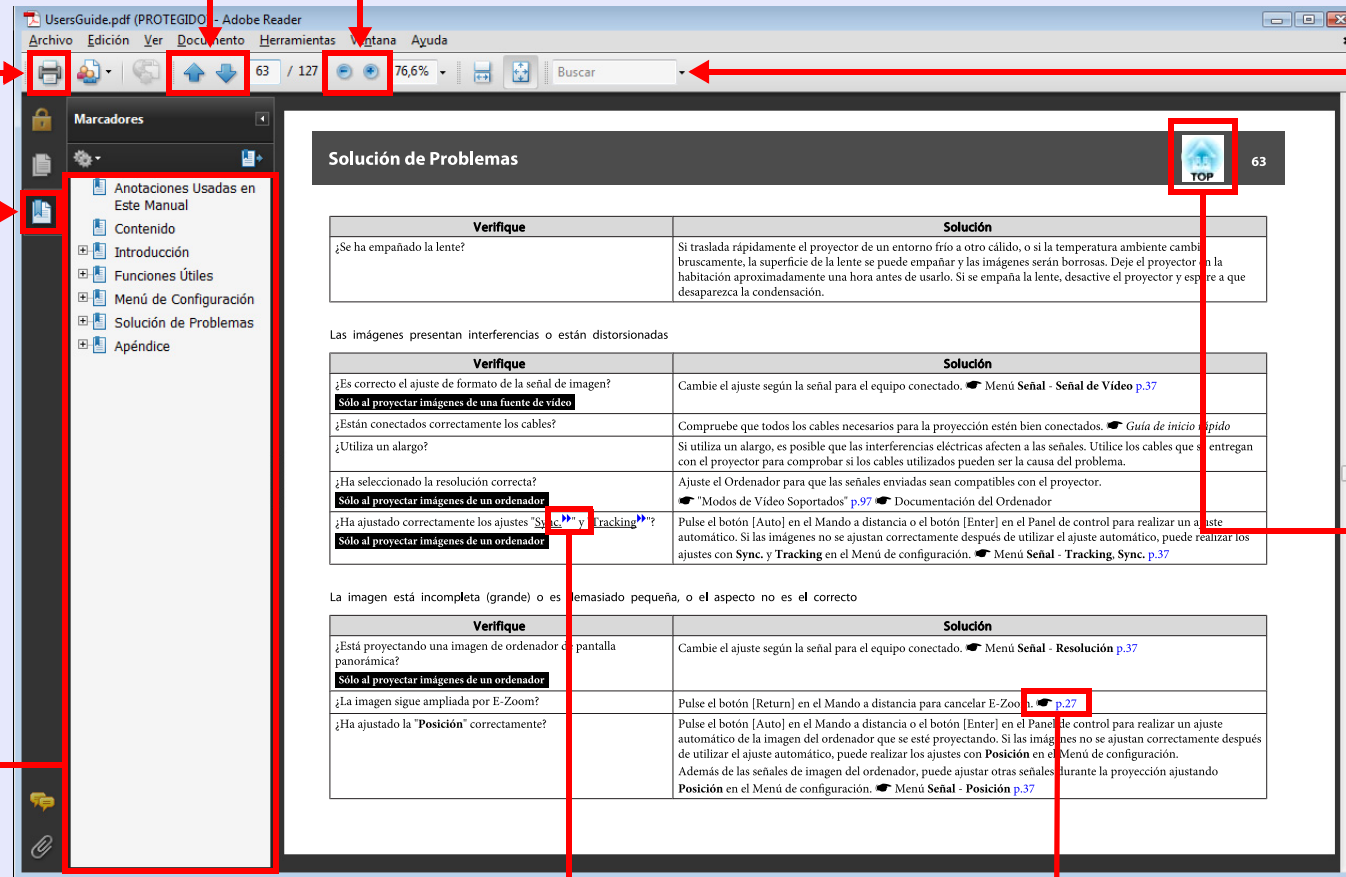 UsersGuide.pdf (PROTEGIDO) - Adobe Reader
Archivo Edición Ver Documento Herramientas Ventana Ayuda
63 / 127 76,6% Buscar
Marcadores
Anotaciones Usadas en
Este Manual
Contenido
Introducción
Funciones Útiles
Menú de Configuración
Solución de Problemas
Apéndice
Solución de Problemas
TOP
63
Verifique Solución
¿Se ha empañado la lente?
Si traslada rápidamente el proyector de un entorno frío a otro cálido, o si la temperatura ambiente cambia
bruscamente, la superficie de la lente se puede empañar y las imágenes serán borrosas. Deje el proyector en la
habitación aproximadamente una hora antes de usarlo. Si se empaña la lente, desactive el proyector y espere a que
desaparezca la condensación.
Las imágenes presentan interferencias o están distorsionadas
Verifique Solución
¿Es correcto el ajuste de formato de la señal de imagen?
Sólo al proyectar imágenes de una fuente de vídeo
Cambie el ajuste según la señal para el equipo conectado. ☛ Menú Señal - Señal de Vídeo p.37
¿Están conectados correctamente los cables?
Compruebe que todos los cables necesarios para la proyección estén bien conectados. ☛ Guía de inicio rápido
¿Utiliza un alargo?
Si utiliza un alargo, es posible que las interferencias eléctricas afecten a las señales. Utilice los cables que se entregan
con el proyector para comprobar si los cables utilizados pueden ser la causa del problema.
¿Ha seleccionado la resolución correcta?
Sólo al proyectar imágenes de un ordenador
Ajuste el Ordenador para que las señales enviadas sean compatibles con el proyector.
☛ "Modos de Vídeo Soportados" p.97 ☛ Documentación del Ordenador
¿Ha ajustado correctamente los ajustes "Sync." y "Tracking"?
Sólo al proyectar imágenes de un ordenador
Pulse el botón [Auto] en el Mando a distancia o el botón [Enter] en el Panel de control para realizar un ajuste
automático. Si las imágenes no se ajustan correctamente después de utilizar el ajuste automático, puede realizar los
ajustes con Sync. y Tracking en el Menú de configuración. ☛ Menú Señal - Tracking, Sync. p.37
La imagen está incompleta (grande) o es demasiado pequeña, o el aspecto no es el correcto
Verifique Solución
¿Está proyectando una imagen de ordenador de pantalla
panorámica?
Sólo al proyectar imágenes de un ordenador
Cambie el ajuste según la señal para el equipo conectado. ☛ Menú Señal - Resolución p.37
¿La imagen sigue ampliada por E-Zoom?
Pulse el botón [Return] en el Mando a distancia para cancelar E-Zoom. ☛ p.27
¿Ha ajustado la "Posición" correctamente?
Pulse el botón [Auto] en el Mando a distancia o el botón [Enter] en el Panel de control para realizar un ajuste
automático de la imagen del ordenador que se esté proyectando. Si las imágenes no se ajustan correctamente después
de utilizar el ajuste automático, puede realizar los ajustes con Posición en el Menú de configuración.
Además de las señales de imagen del ordenador, puede ajustar otras señales durante la proyección ajustando
Posición en el Menú de configuración. ☛ Menú Señal - Posición p.37